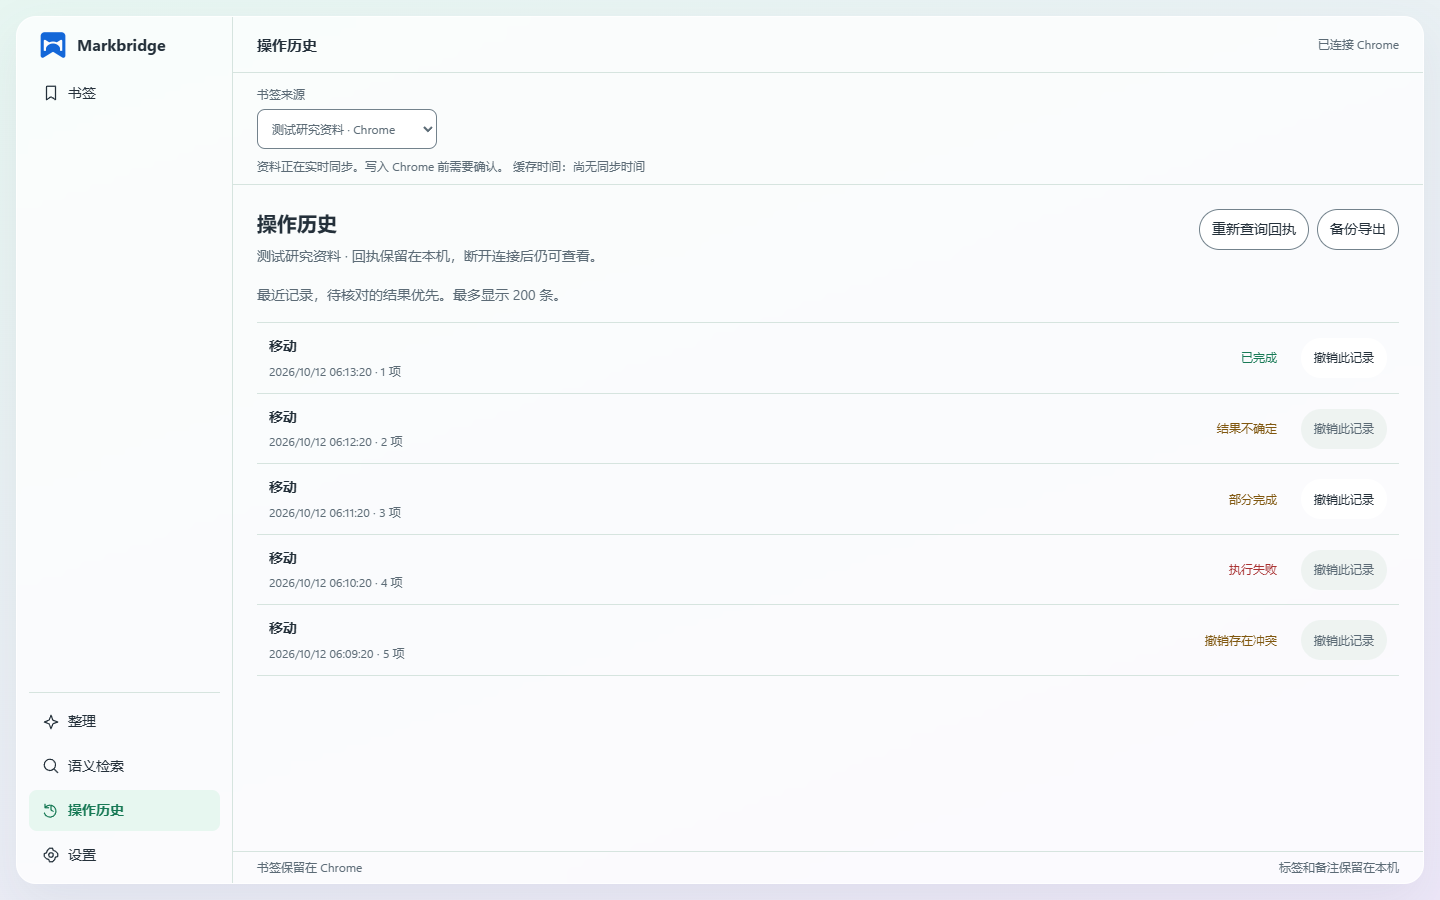 Markbridge
书签
整理
语义检索
操作历史
设置
操作历史
已连接 Chrome
书签来源
测试研究资料 · Chrome
资料正在实时同步。写入 Chrome 前需要确认。 缓存时间：尚无同步时间
操作历史
重新查询回执
备份导出
测试研究资料 · 回执保留在本机，断开连接后仍可查看。
最近记录，待核对的结果优先。最多显示 200 条。
移动
2026/10/12 06:13:20 · 1 项
已完成
撤销此记录
移动
2026/10/12 06:12:20 · 2 项
结果不确定
撤销此记录
移动
2026/10/12 06:11:20 · 3 项
部分完成
撤销此记录
移动
2026/10/12 06:10:20 · 4 项
执行失败
撤销此记录
移动
2026/10/12 06:09:20 · 5 项
撤销存在冲突
撤销此记录
书签保留在 Chrome
标签和备注保留在本机